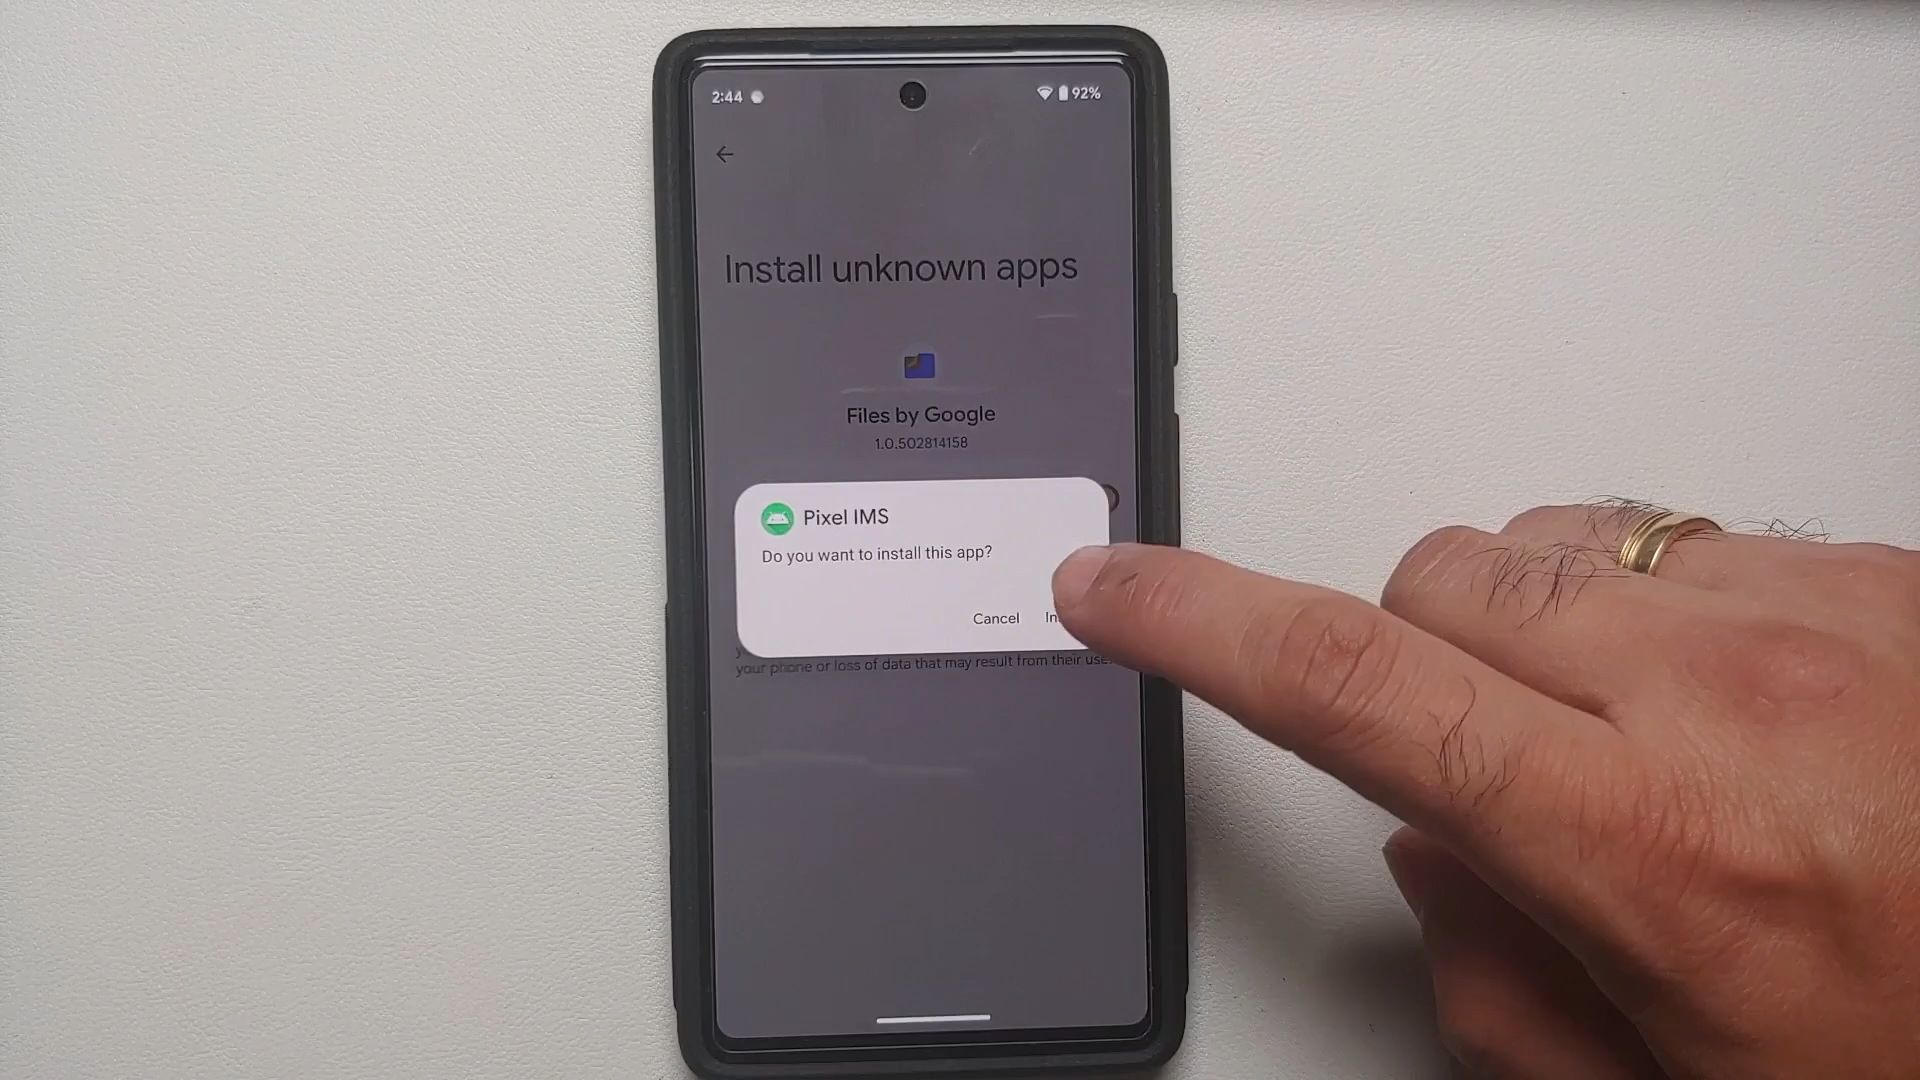 2:44
92%
Install unknown apps
Files by Google
1.0.502814158
Pixel IMS
Do you want to install this app?
Cancel
your phone or loss of data that may result from their use.